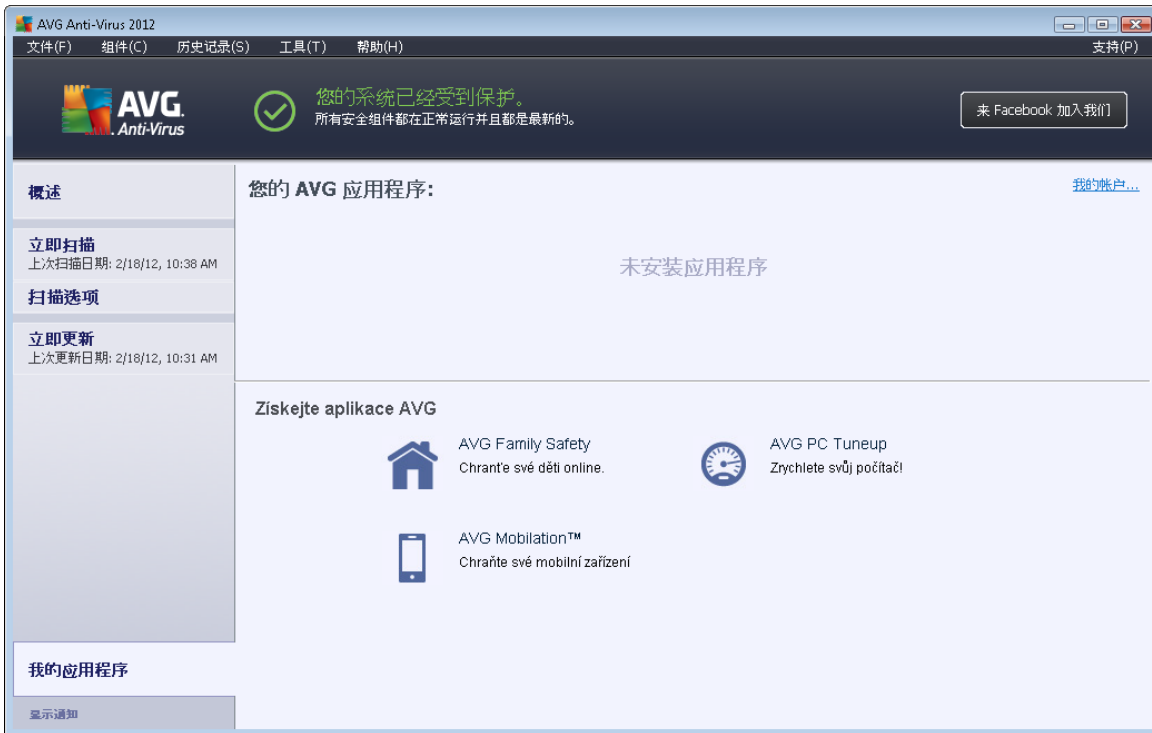 AVG Anti-Virus 2012
文件(F) 组件(C) 历史记录(S) 工具(T) 帮助(H) 支持(P)
AVG.
Anti-Virus
您的系统已经受到保护。
所有安全组件都在正常运行并且都是最新的。
来 Facebook 加入我们
概述
立即扫描
上次扫描日期: 2/18/12, 10:38 AM
扫描选项
立即更新
上次更新日期: 2/18/12, 10:31 AM
我的应用程序
显示通知
您的 AVG 应用程序:
我的帐户...
未安装应用程序
Získejte aplikace AVG
AVG Family Safety
Chraňte své děti online.
AVG PC Tuneup
Zrychlete svůj počítač!
AVG Mobilation™
Chraňte své mobilní zařízení